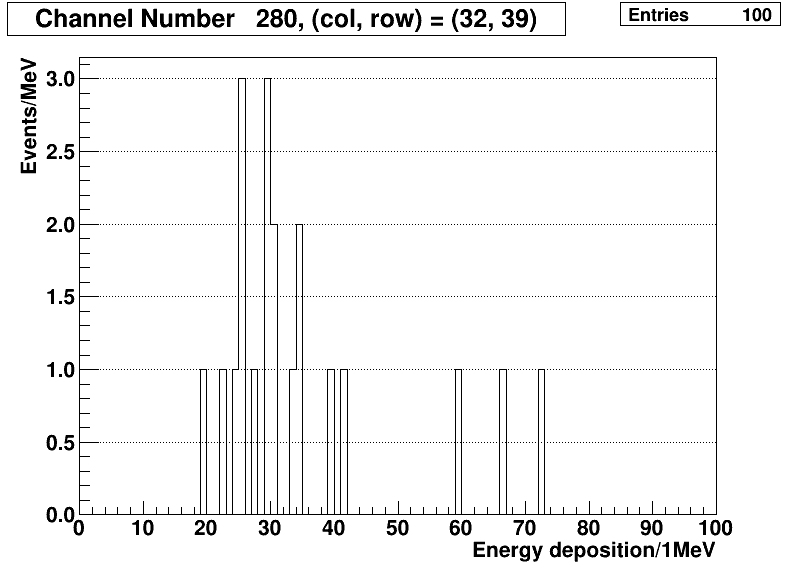 Channel Number 280, (col, row) = (32, 39)
Entries 100
Events/MeV
3.0
2.5
2.0
1.5
1.0
0.5
0.0
0 10 20 30 40 50 60 70 80 90 100
Energy deposition/1MeV